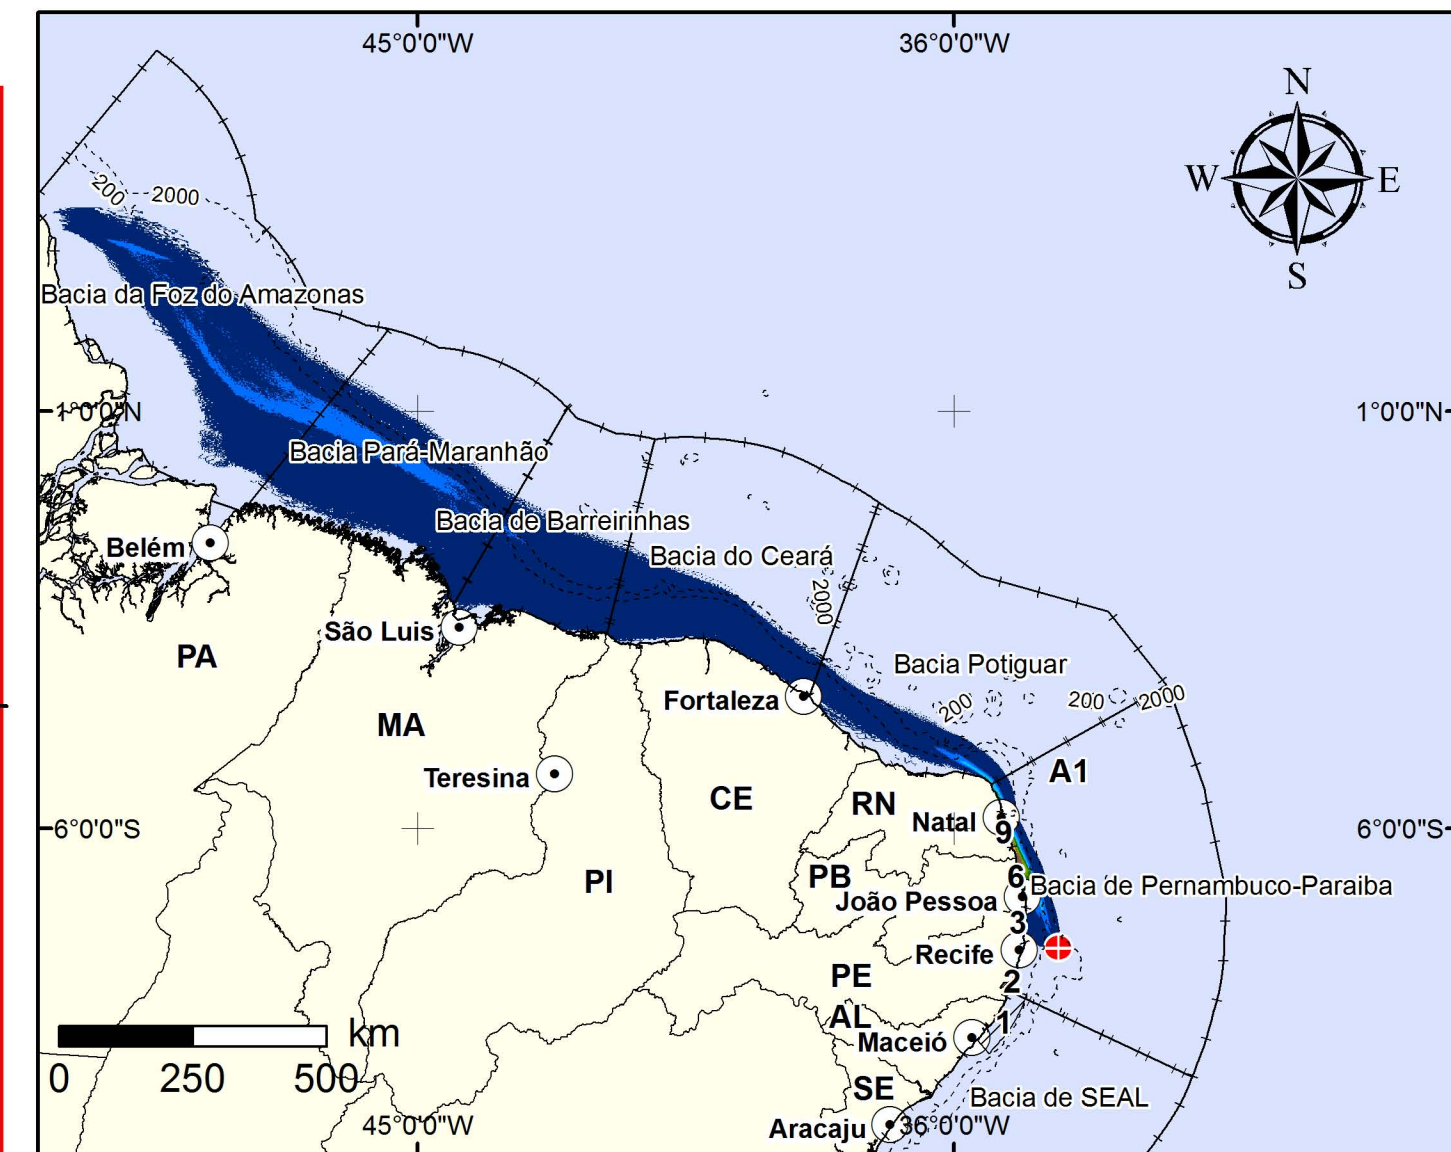 45°0'0"W
36°0'0"W
N
W
E
S
200
2000
Bacia da Foz do Amazonas
1°0'0"N
1°0'0"N
Bacia Pará-Maranhão
Bacia de Barreirinhas
Belém
Bacia do Ceará
2000
São Luis
PA
Bacia Potiguar
Fortaleza
200
200
2000
MA
A1
Teresina
CE
RN
Natal
9
6°0'0"S
6°0'0"S
PI
PB
6
Bacia de Pernambuco-Paraiba
João Pessoa
3
Recife
PE
2
AL
1
km
Maceió
0
250
500
SE
Bacia de SEAL
45°0'0"W
Aracaju
36°0'0"W